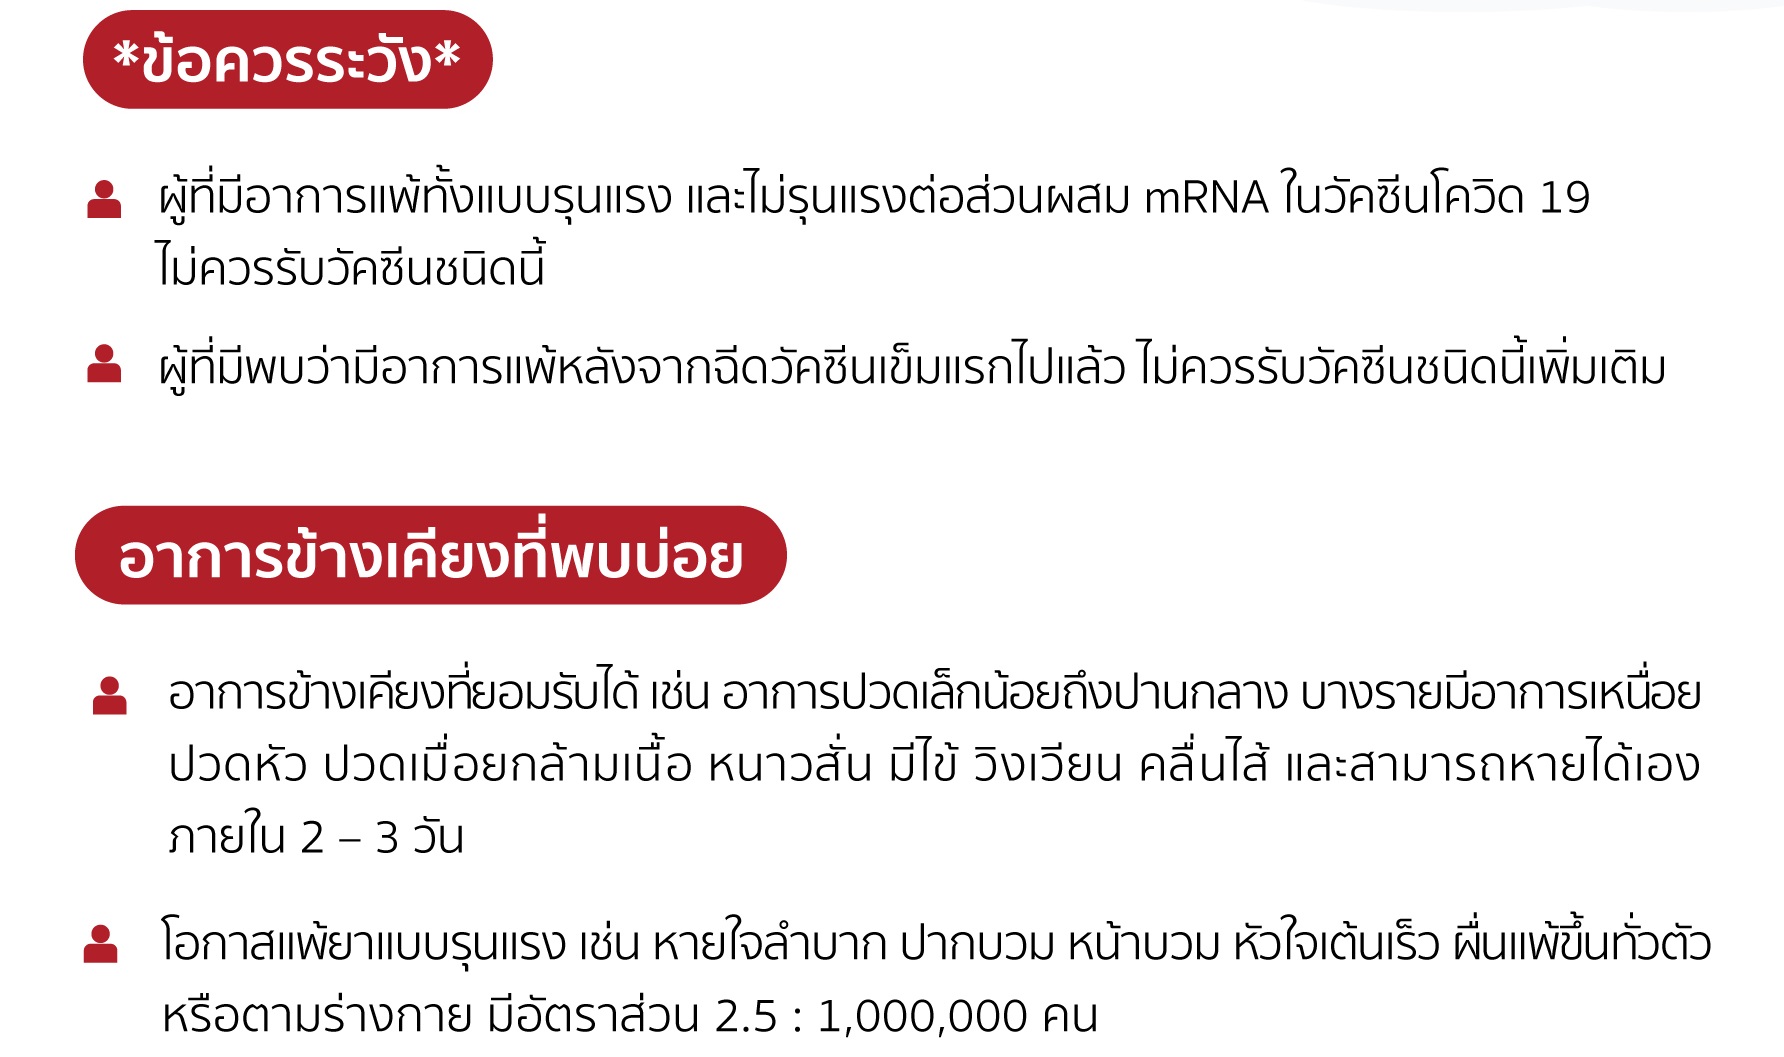 *ข้อควรระวัง*
ผู้ที่มีอาการแพ้ทั้งแบบรุนแรง และไม่รุนแรงต่อส่วนผสม mRNA ในวัคซีนโควิด 19
ไม่ควรรับวัคซีนชนิดนี้
ผู้ที่มีพบว่ามีอาการแพ้หลังจากฉีดวัคซีนเข็มแรกไปแล้ว ไม่ควรรับวัคซีนชนิดนี้เพิ่มเติม
อาการข้างเคียงที่พบบ่อย
อาการข้างเคียงที่ยอมรับได้ เช่น อาการปวดเล็กน้อยถึงปานกลาง บางรายมีอาการเหนื่อย
ปวดหัว ปวดเมื่อยกล้ามเนื้อ หนาวสั่น มีไข้ วิงเวียน คลื่นไส้ และสามารถหายได้เอง
ภายใน 2 – 3 วัน
โอกาสแพ้ยาแบบรุนแรง เช่น หายใจลำบาก ปากบวม หน้าบวม หัวใจเต้นเร็ว ผื่นแพ้ขึ้นทั่วตัว
หรือตามร่างกาย มีอัตราส่วน 2.5 : 1,000,000 คน